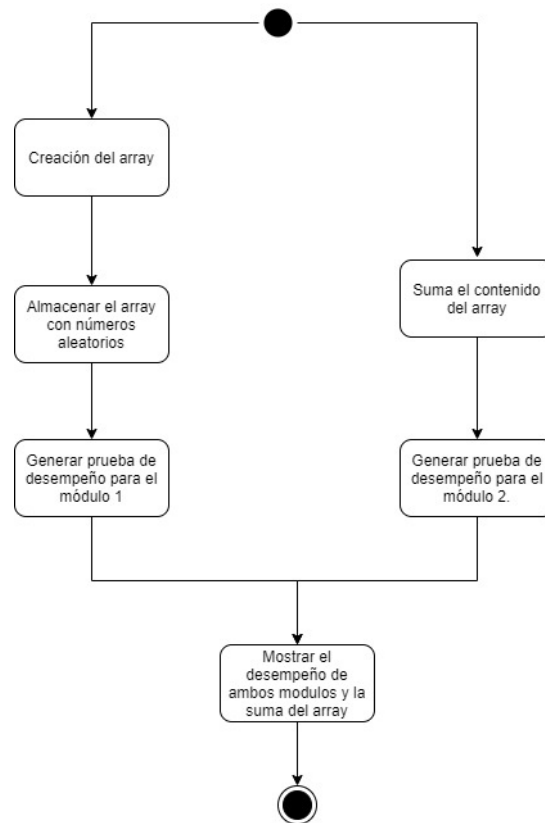 Creación del array
Almacenar el array
con números
aleatorios
Suma el contenido
del array
Generar prueba de
desempeño para el
módulo 1
Generar prueba de
desempeño para el
módulo 2.
Mostrar el
desempeño de
ambos modulos y la
suma del array